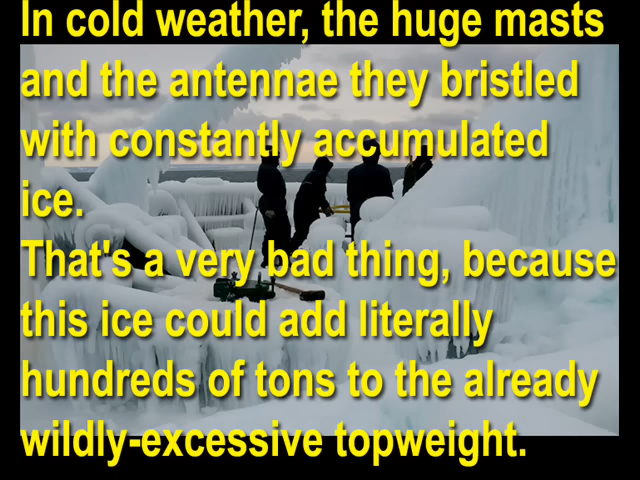 In cold weather, the huge masts
and the antennae they bristled
with constantly accumulated
ice.
That's a very bad thing, because
this ice could add literally
hundreds of tons to the already
wildly-excessive topweight.